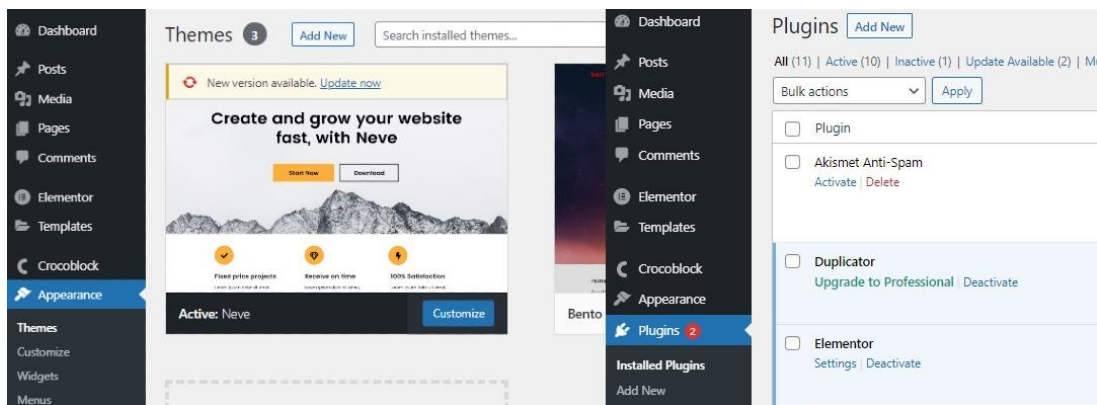 Dashboard
Posts
Media
Pages
Comments
Elementor
Templates
Crocoblock
Appearance
Themes
Customize
Widgets
Menus
Themes 3
Add New
Search installed themes...
New version available. Update now
Create and grow your website
fast, with Neve
Start Now
Download
Fixed price projects
Receive on time
100% Satisfaction
Active: Neve
Customize
Bento
Dashboard
Posts
Media
Pages
Comments
Elementor
Templates
Crocoblock
Appearance
Plugins 2
Installed Plugins
Add New
Plugins Add New
All (11) | Active (10) | Inactive (1) | Update Available (2) |
Bulk actions
Apply
Plugin
Akismet Anti-Spam
Activate | Delete
Duplicator
Upgrade to Professional | Deactivate
Elementor
Settings | Deactivate